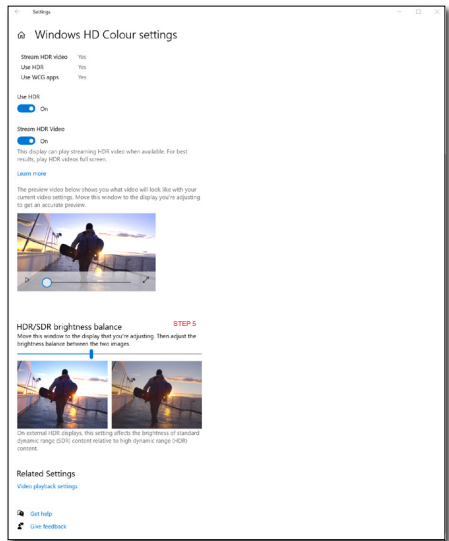 Settings
Windows HD Colour settings
Stream HDR video Yes
Use HDR Yes
Use WCG apps Yes
Use HDR
On
Stream HDR Video
On
This display can play streaming HDR video when available. For best
results, play HDR videos full screen.
Learn more
The preview video below shows you what video will look like with your
current video settings. Move this window to the display you're adjusting
to get an accurate preview.
STEP 5
HDR/SDR brightness balance
Move this window to the display that you're adjusting. Then adjust the
brightness balance between the two images.
On external HDR displays, this setting affects the brightness of standard
dynamic range (SDR) content relative to high dynamic range (HDR)
content.
Related Settings
Video playback settings
Get help
Give feedback